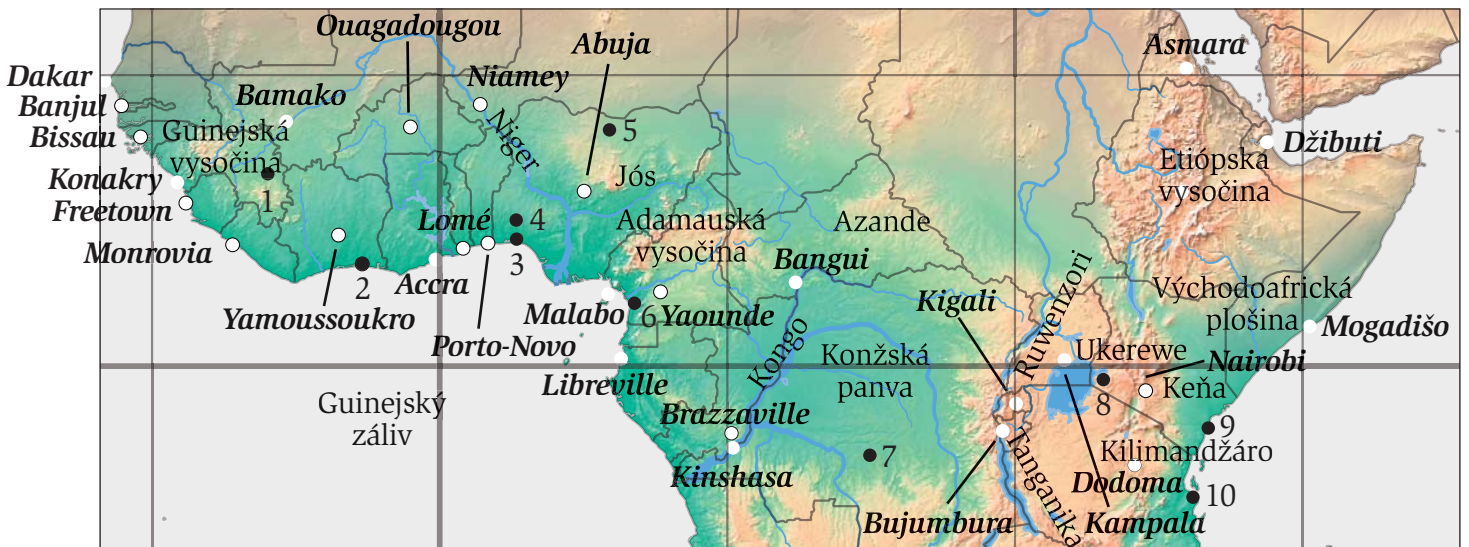 Ouagadougou
Abuja
Asmara
Dakar
Niamey
Banjul
Bamako
Bissau
Guinejská
vysočina
Niger
5
Džibuti
Etiópska
vysočina
Konakry
Jós
Freetown
1
Lomé
4
Adamauská
vysočina
Azande
Monrovia
3
Bangui
2
Accra
Ruwenzori
Východoafrická
plošina
Yamoussoukro
Malabo
6
Yaounde
Kigali
Mogadišo
Porto-Novo
Kongo
Konžská
panva
Ukerewe
Nairobi
Libreville
8
Keňa
Guinejský
záliv
Brazzaville
9
Kinshasa
7
Tanganika
Kilimandžáro
Dodoma
10
Bujumbura
Kampala